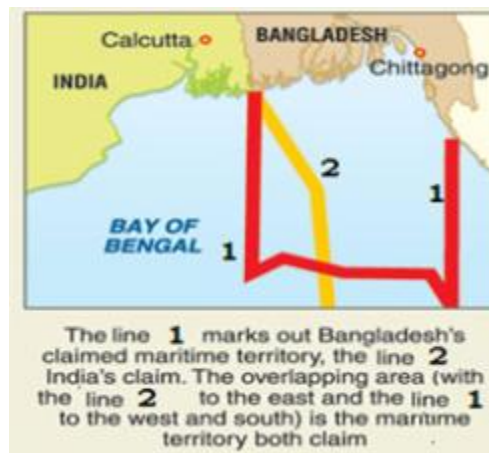 Calcutta
BANGLADESH
Chittagong
INDIA
2
1
BAY OF
BENGAL
1
The line 1 marks out Bangladesh's
claimed maritime territory, the line 2
India's claim. The overlapping area (with
the line 2 to the east and the line 1
to the west and south) is the maritime
territory both claim